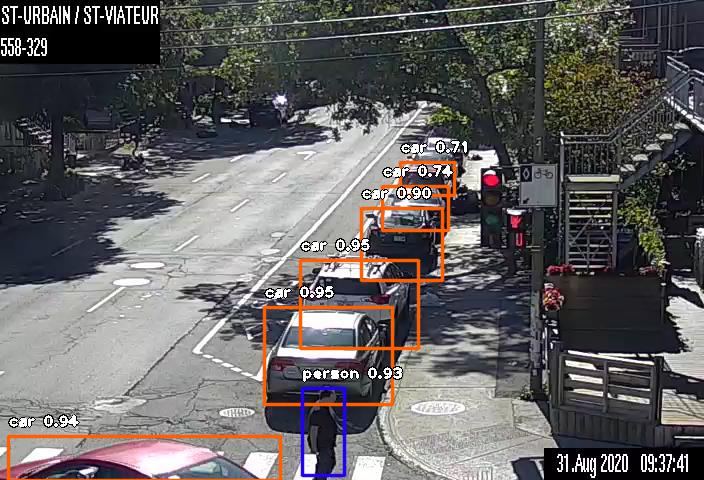 ST-URBAIN / ST-VIATEUR
558-329
car 0.71
car 0.74
car 0.90
car 0.95
car 0.95
person 0.93
car 0.94
31.Aug 2020 09:37:41